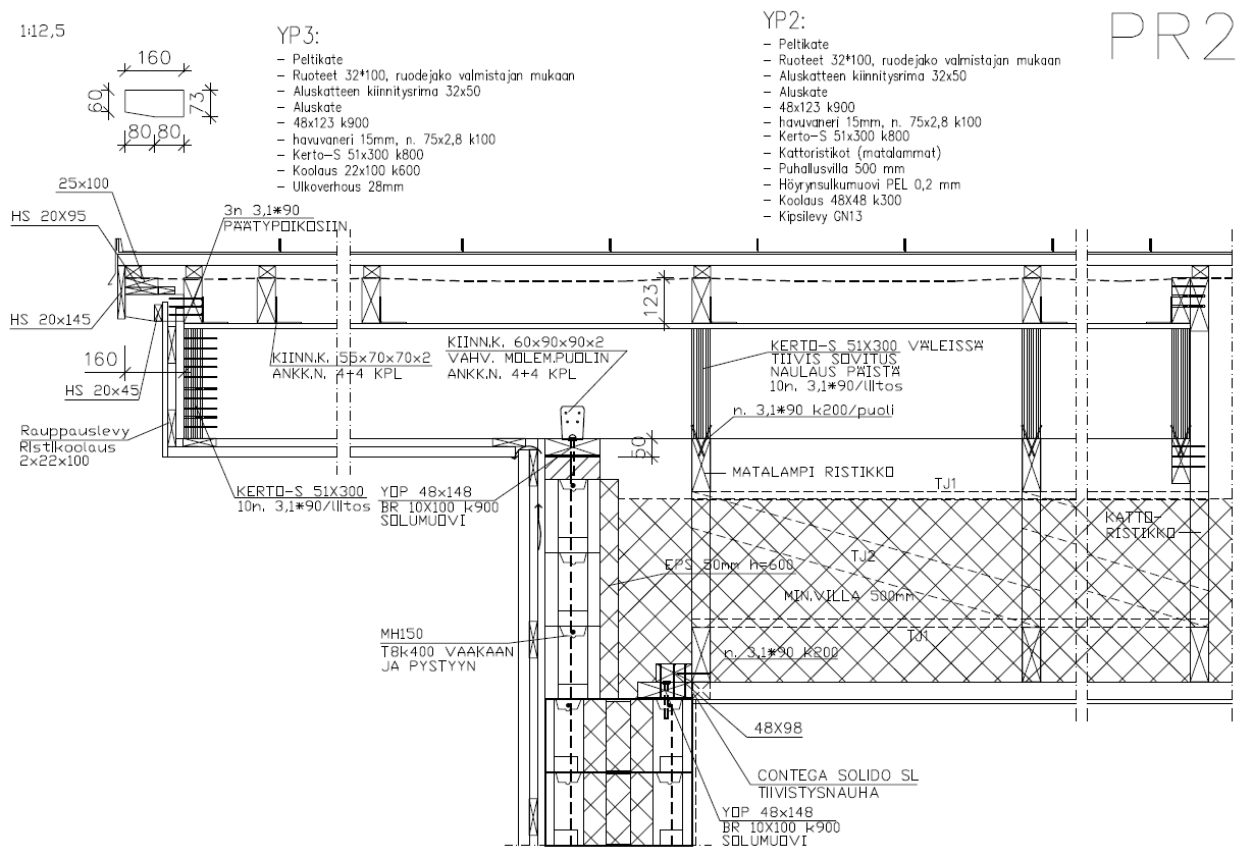 1:12,5
160
60
73
80 80
YP3:
- Peltikate
- Ruoteet 32*100, ruodejako valmistajan mukaan
- Aluskatteen kiinnitysrima 32x50
- Aluskate
- 48x123 k900
- havuvaneri 15mm, n. 75x2,8 k100
- Kerto-S 51x300 k800
- Koolaus 22x100 k600
- Ulkoverhous 28mm
YP2:
- Peltikate
- Ruoteet 32*100, ruodejako valmistajan mukaan
- Aluskatteen kiinnitysrima 32x50
- Aluskate
- 48x123 k900
- havuvaneri 15mm, n. 75x2,8 k100
- Kerto-S 51x300 k800
- Kattoristikot (matalammat)
- Puhallusvilla 500 mm
- Höyrynsulkumuovi PEL 0,2 mm
- Koolaus 48X48 k300
- Kipsilevy GN13
PR2
25x100
HS 20X95
3n 3,1*90
PÄÄTYPOIKOSIIN
HS 20x145
123
160
HS 20x45
KIINN.K. 55x70x70x2
ANKK.N. 4+4 KPL
KIINN.K. 60x90x90x2
VAHV. MOLEM.PUOLIN
ANKK.N. 4+4 KPL
KERTO-S 51X300 VÄLEISSÄ
TIIVIS SOVITUS
NAULAUS PÄISTÄ
10n. 3,1*90/liitos
n. 3,1*90 k200/puoli
Rauppauslevy
Ristikoolaus
2x22x100
50
MATALAMPI RISTIKKO
KERTO-S 51X300
10n. 3,1*90/liitos
YOP 48x148
BR 10X100 k900
SOLUMUOVI
TJ1
KATTO-
RISTIKKO
TJ2
EPS 50mm h=600
MIN.VILLA 500mm
MH150
T8k400 VAAKAAN
JA PYSTYYN
TJ1
n. 3,1*90 k200
48X98
CONTEGA SOLIDO SL
TIIVISTYSNAUHA
YOP 48x148
BR 10X100 k900
SOLUMUOVI